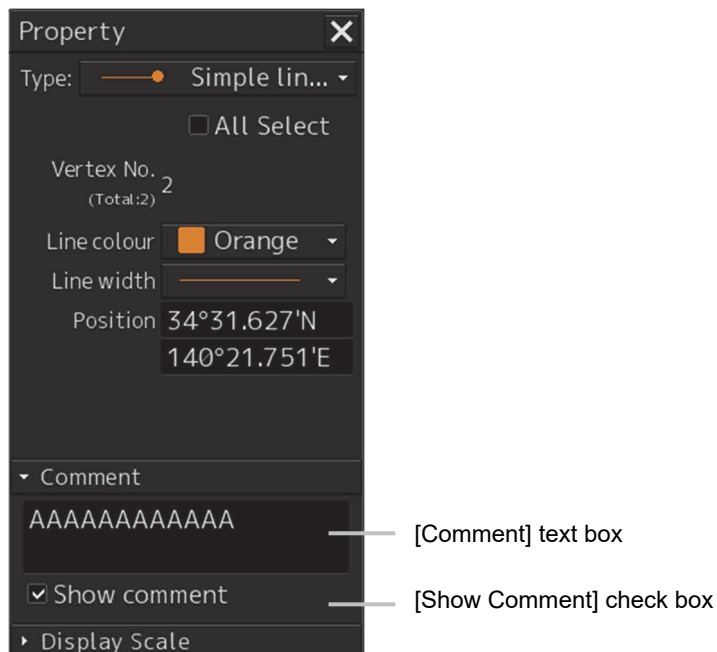 Property
Type: Simple lin...
All Select
Vertex No. 2
(Total:2)
Line colour Orange
Line width
Position 34°31.627'N
140°21.751'E
Comment
AAAAAAAAAAAA
[Comment] text box
Show comment
[Show Comment] check box
Display Scale